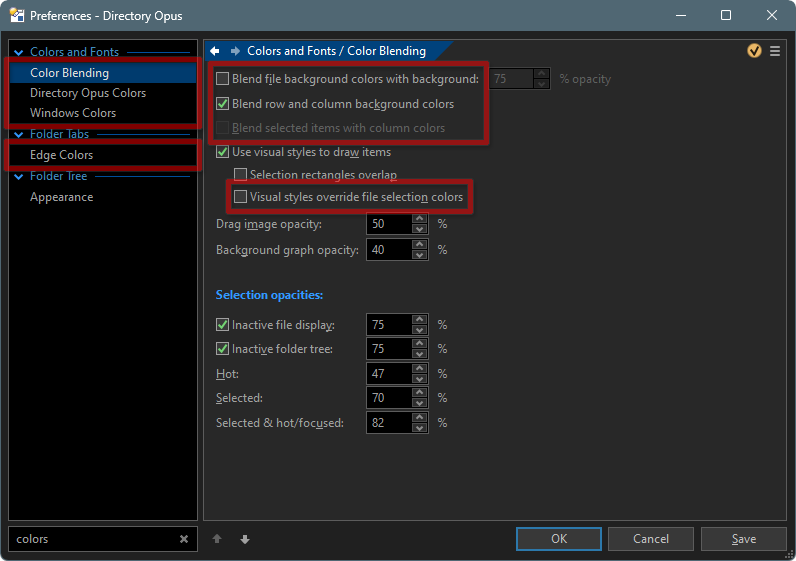 Preferences - Directory Opus
Colors and Fonts
Color Blending
Directory Opus Colors
Windows Colors
Folder Tabs
Edge Colors
Folder Tree
Appearance
colors
Colors and Fonts / Color Blending
Blend file background colors with background: 75 % opacity
Blend row and column background colors
Blend selected items with column colors
Use visual styles to draw items
Selection rectangles overlap
Visual styles override file selection colors
Drag image opacity: 50 %
Background graph opacity: 40 %
Selection opacities:
Inactive file display: 75 %
Inactive folder tree: 75 %
Hot: 47 %
Selected: 70 %
Selected & hot/focused: 82 %
OK Cancel Save